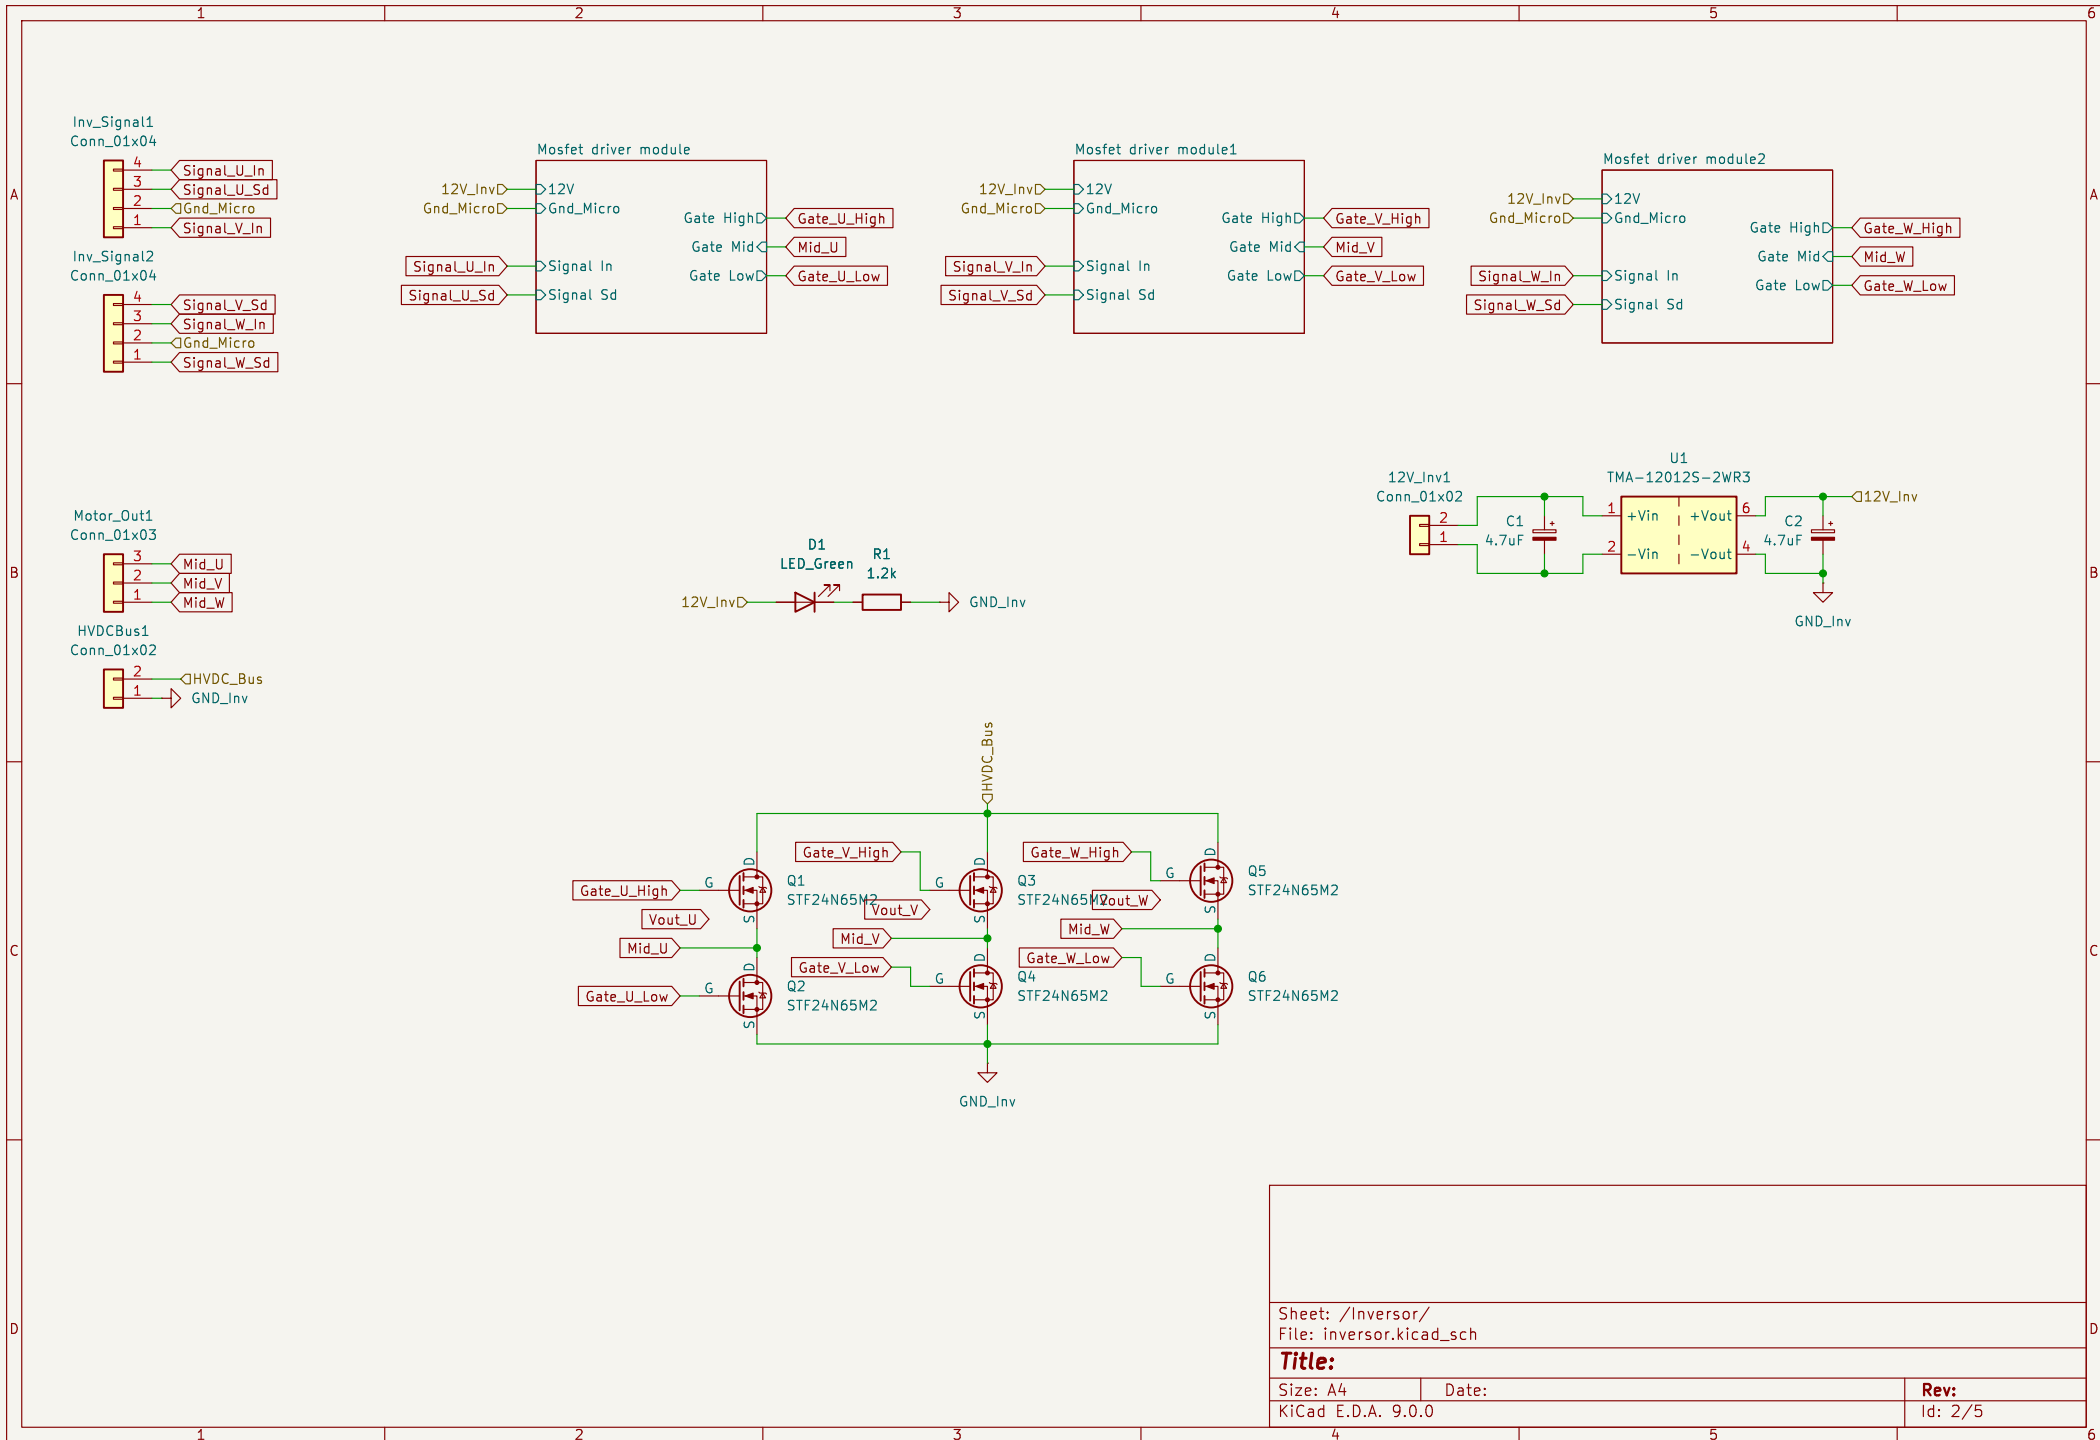 1 2 3 4 5 6
A A
B B
C C
D D
Inv_Signal1
Conn_01x04
4 Signal_U_In
3 Signal_U_Sd
2 Gnd_Micro
1 Signal_V_In
Inv_Signal2
Conn_01x04
4 Signal_V_Sd
3 Signal_W_In
2 Gnd_Micro
1 Signal_W_Sd
Mosfet driver module
12V_Inv 12V
Gnd_Micro Gnd_Micro
Gate High Gate_U_High
Gate Mid Mid_U
Signal_U_In Signal In
Gate Low Gate_U_Low
Signal_U_Sd Signal Sd
Mosfet driver module1
12V_Inv 12V
Gnd_Micro Gnd_Micro
Gate High Gate_V_High
Gate Mid Mid_V
Signal_V_In Signal In
Gate Low Gate_V_Low
Signal_V_Sd Signal Sd
Mosfet driver module2
12V_Inv 12V
Gnd_Micro Gnd_Micro
Gate High Gate_W_High
Gate Mid Mid_W
Signal_W_In Signal In
Gate Low Gate_W_Low
Signal_W_Sd Signal Sd
Motor_Out1
Conn_01x03
3 Mid_U
2 Mid_V
1 Mid_W
HVDCBus1
Conn_01x02
2 HVDC_Bus
1 GND_Inv
D1
LED_Green
R1
1.2k
12V_Inv GND_Inv
12V_Inv1
Conn_01x02
2
1
C1
4.7uF
+
U1
TMA-12012S-2WR3
1 +Vin +Vout 6
2 -Vin -Vout 4
C2
4.7uF
+
12V_Inv
GND_Inv
HVDC_Bus
Gate_U_High G D S
Q1
STF24N65M2
Vout_U
Mid_U
Gate_U_Low G D S
Q2
STF24N65M2
Gate_V_High G D S
Q3
STF24N65M2
Vout_V
Mid_V
Gate_V_Low G D S
Q4
STF24N65M2
Gate_W_High G D S
Q5
STF24N65M2
Vout_W
Mid_W
Gate_W_Low G D S
Q6
STF24N65M2
GND_Inv
Sheet: /Inversor/
File: inversor.kicad_sch
Title:
Size: A4 Date: Rev:
KiCad E.D.A. 9.0.0 Id: 2/5
1 2 3 4 5 6